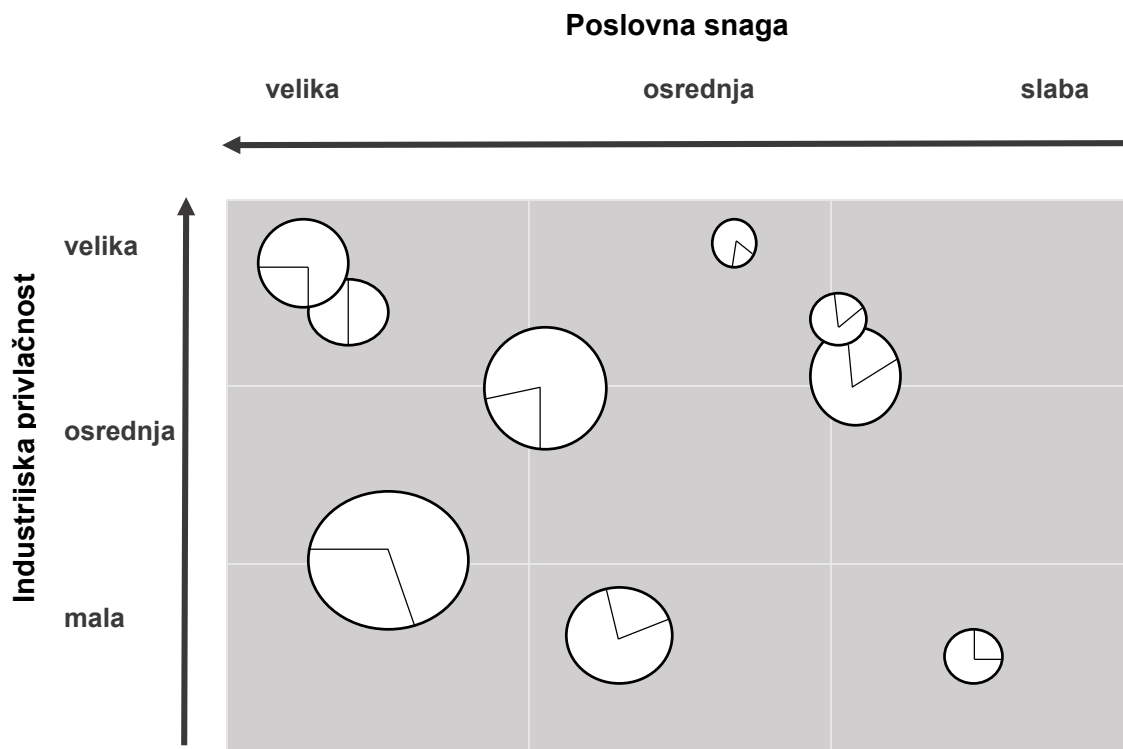 Poslovna snaga
velika osrednja slaba
Industrijska privlačnost
velika
osrednja
mala